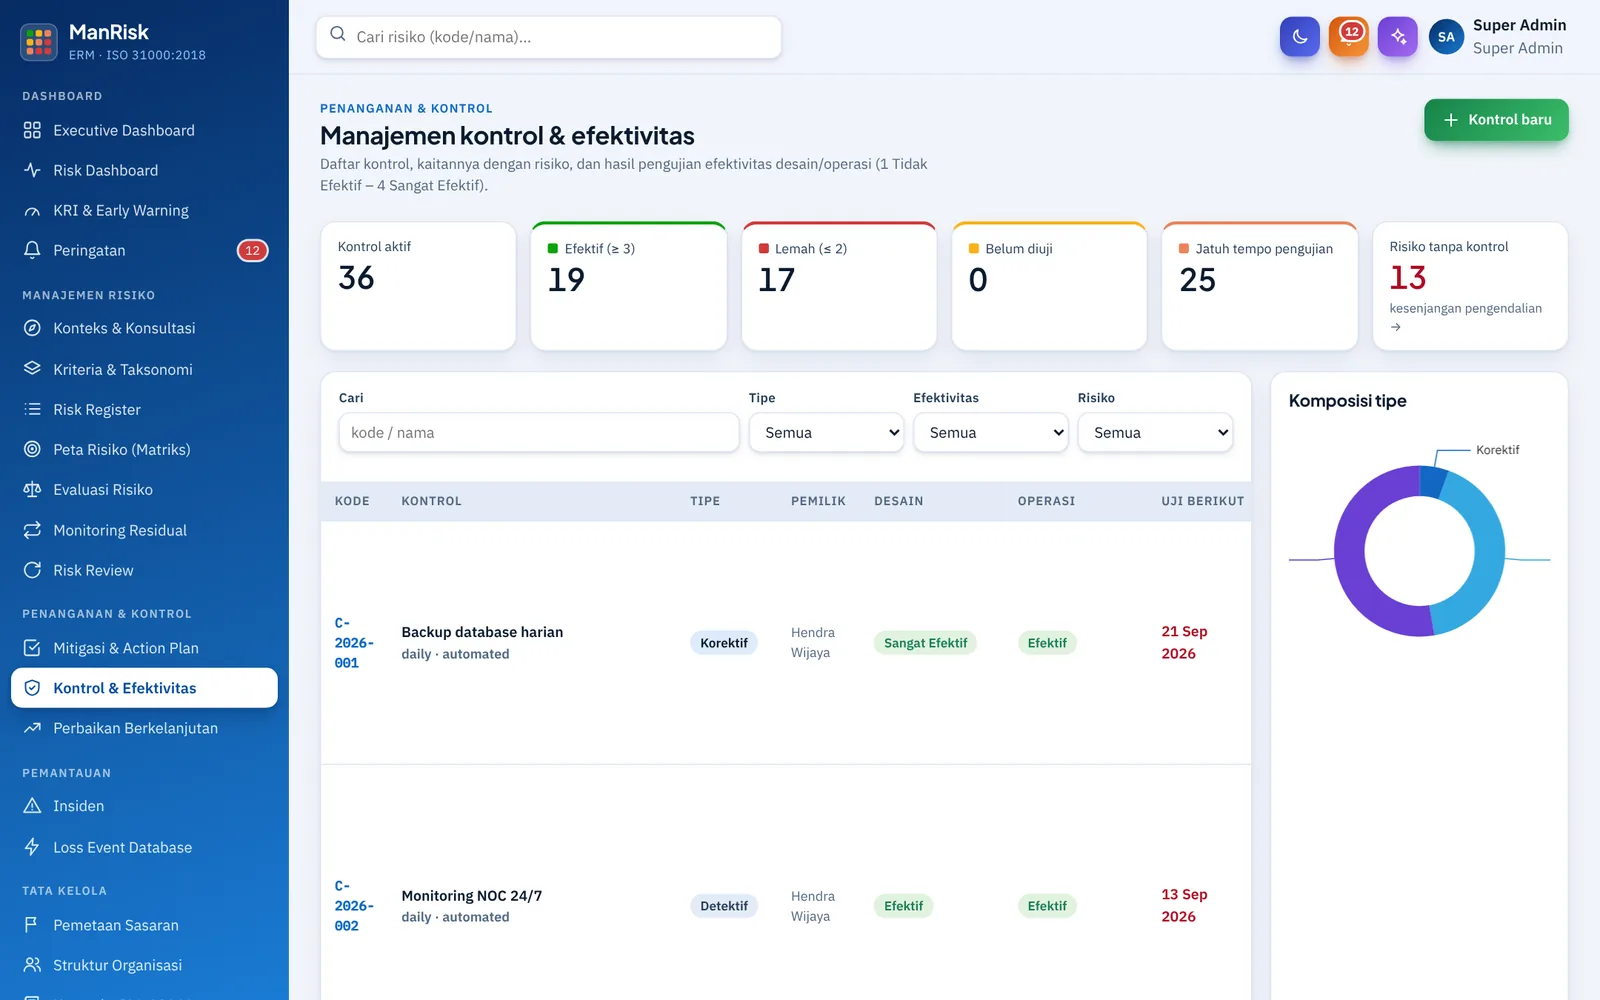 ManRisk
ERM · ISO 31000:2018
DASHBOARD
Executive Dashboard
Risk Dashboard
KRI & Early Warning
Peringatan
12
MANAJEMEN RISIKO
Konteks & Konsultasi
Kriteria & Taksonomi
Risk Register
Peta Risiko (Matriks)
Evaluasi Risiko
Monitoring Residual
Risk Review
PENANGANAN & KONTROL
Mitigasi & Action Plan
Kontrol & Efektivitas
Perbaikan Berkelanjutan
PEMANTAUAN
Insiden
Loss Event Database
TATA KELOLA
Pemetaan Sasaran
Struktur Organisasi
Cari risiko (kode/nama)...
12
SA
Super Admin
Super Admin
PENANGANAN & KONTROL
Manajemen kontrol & efektivitas
Daftar kontrol, kaitannya dengan risiko, dan hasil pengujian efektivitas desain/operasi (1 Tidak
Efektif – 4 Sangat Efektif).
Kontrol baru
Kontrol aktif
36
Efektif (≥ 3)
19
Lemah (≤ 2)
17
Belum diuji
0
Jatuh tempo pengujian
25
Risiko tanpa kontrol
13
kesenjangan pengendalian
→
Cari
kode / nama
Tipe
Semua
Efektivitas
Semua
Risiko
Semua
KODE KONTROL TIPE PEMILIK DESAIN OPERASI UJI BERIKUT
C-
2026-
001
Backup database harian
daily · automated
Korektif
Hendra
Wijaya
Sangat Efektif
Efektif
21 Sep
2026
C-
2026-
002
Monitoring NOC 24/7
daily · automated
Detektif
Hendra
Wijaya
Efektif
Efektif
13 Sep
2026
Komposisi tipe
Korektif